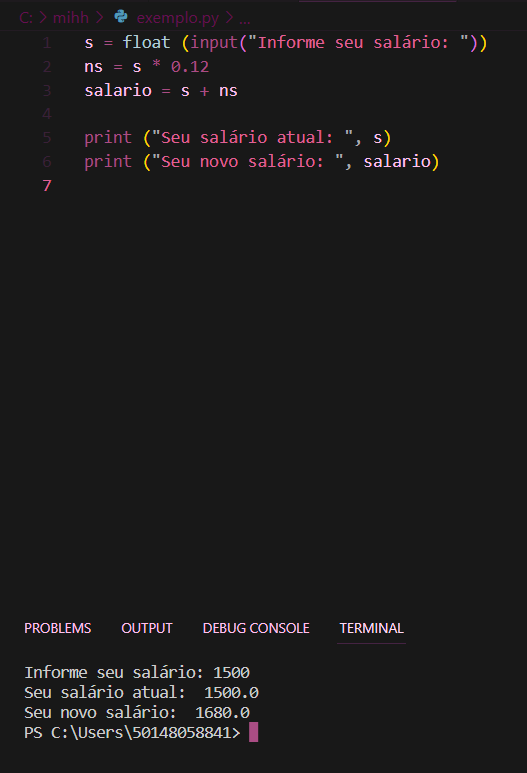 C: > mihh > exemplo.py > ...
1 s = float (input("Informe seu salário: "))
2 ns = s * 0.12
3 salario = s + ns
4
5 print ("Seu salário atual: ", s)
6 print ("Seu novo salário: ", salario)
7
PROBLEMS OUTPUT DEBUG CONSOLE TERMINAL
Informe seu salário: 1500
Seu salário atual:  1500.0
Seu novo salário:  1680.0
PS C:\Users\50148058841>